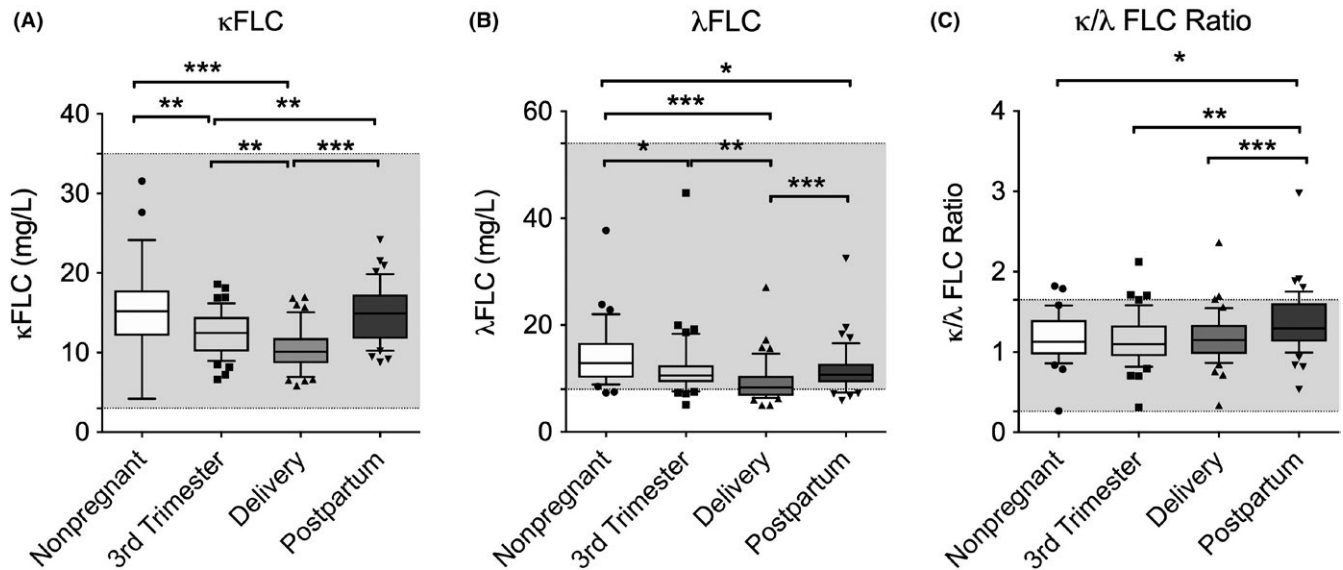 (A)
κFLC
***
**
**
**
***
40
30
20
10
0
κFLC (mg/L)
Nonpregnant
3rd Trimester
Delivery
Postpartum
(B)
λFLC
*
***
*
**
***
60
40
20
0
λFLC (mg/L)
Nonpregnant
3rd Trimester
Delivery
Postpartum
(C)
κ/λ FLC Ratio
*
**
***
4
3
2
1
0
κ/λ FLC Ratio
Nonpregnant
3rd Trimester
Delivery
Postpartum